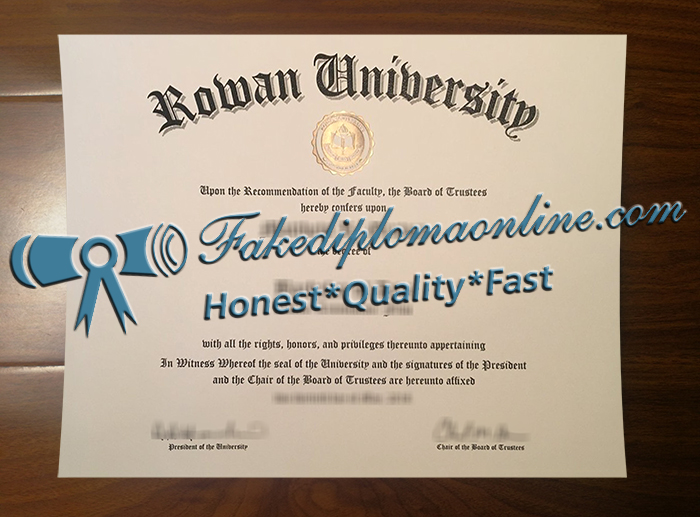 Rowan University
Upon the Recommendation of the Faculty, the Board of Trustees
hereby confers upon
Fakediplomaonline.com
the degree of
Honest*Quality*Fast
with all the rights, honors, and privileges thereunto appertaining
In Witness Whereof the seal of the University and the signatures of the President
and the Chair of the Board of Trustees are hereunto affixed
President of the University
Chair of the Board of Trustees